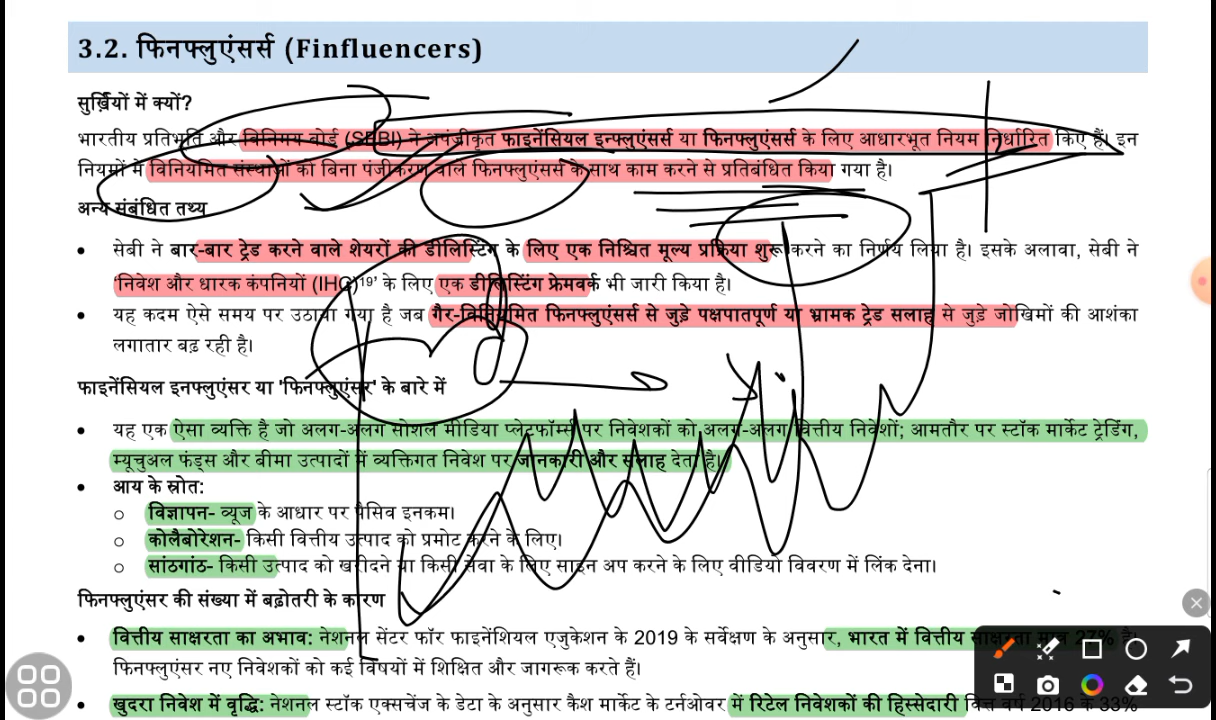 3.2. फिनफ्लुएंसर्स (Finfluencers)
सुर्ख़ियों में क्यों?
भारतीय प्रतिभूति और विनिमय बोर्ड (SEBI) ने अपंजीकृत फाइनेंसियल इन्फ्लुएंसर्स या फिनफ्लुएंसर्स के लिए आधारभूत नियम निर्धारित किए हैं। इन
नियमों में विनियमित संस्थाओं को बिना पंजीकरण वाले फिनफ्लुएंसर्स के साथ काम करने से प्रतिबंधित किया गया है।
अन्य संबंधित तथ्य
• सेबी ने बार-बार ट्रेड करने वाले शेयरों की डीलिस्टिंग के लिए एक निश्चित मूल्य प्रक्रिया शुरू करने का निर्णय लिया है। इसके अलावा, सेबी ने
'निवेश और धारक कंपनियों (IHC)¹⁹' के लिए एक डीलिस्टिंग फ्रेमवर्क भी जारी किया है।
• यह कदम ऐसे समय पर उठाया गया है जब गैर-विनियमित फिनफ्लुएंसर्स से जुड़े पक्षपातपूर्ण या भ्रामक ट्रेड सलाह से जुड़े जोखिमों की आशंका
लगातार बढ़ रही है।
फाइनेंसियल इनफ्लुएंसर या 'फिनफ्लुएंसर' के बारे में
• यह एक ऐसा व्यक्ति है जो अलग-अलग सोशल मीडिया प्लेटफॉर्म्स पर निवेशकों को अलग-अलग वित्तीय निवेशों; आमतौर पर स्टॉक मार्केट ट्रेडिंग,
म्यूचुअल फंड्स और बीमा उत्पादों में व्यक्तिगत निवेश पर जानकारी और सलाह देता है।
• आय के स्रोत:
o विज्ञापन- व्यूज के आधार पर पैसिव इनकम।
o कोलैबोरेशन- किसी वित्तीय उत्पाद को प्रमोट करने के लिए।
o सांठगांठ- किसी उत्पाद को खरीदने या किसी सेवा के लिए साइन अप करने के लिए वीडियो विवरण में लिंक देना।
फिनफ्लुएंसर की संख्या में बढ़ोतरी के कारण
• वित्तीय साक्षरता का अभाव: नेशनल सेंटर फॉर फाइनेंशियल एजुकेशन के 2019 के सर्वेक्षण के अनुसार, भारत में वित्तीय साक्षरता मात्र 27% है।
फिनफ्लुएंसर नए निवेशकों को कई विषयों में शिक्षित और जागरूक करते हैं।
• खुदरा निवेश में वृद्धि: नेशनल स्टॉक एक्सचेंज के डेटा के अनुसार कैश मार्केट के टर्नओवर में रिटेल निवेशकों की हिस्सेदारी वित्त वर्ष 2016 के 33%